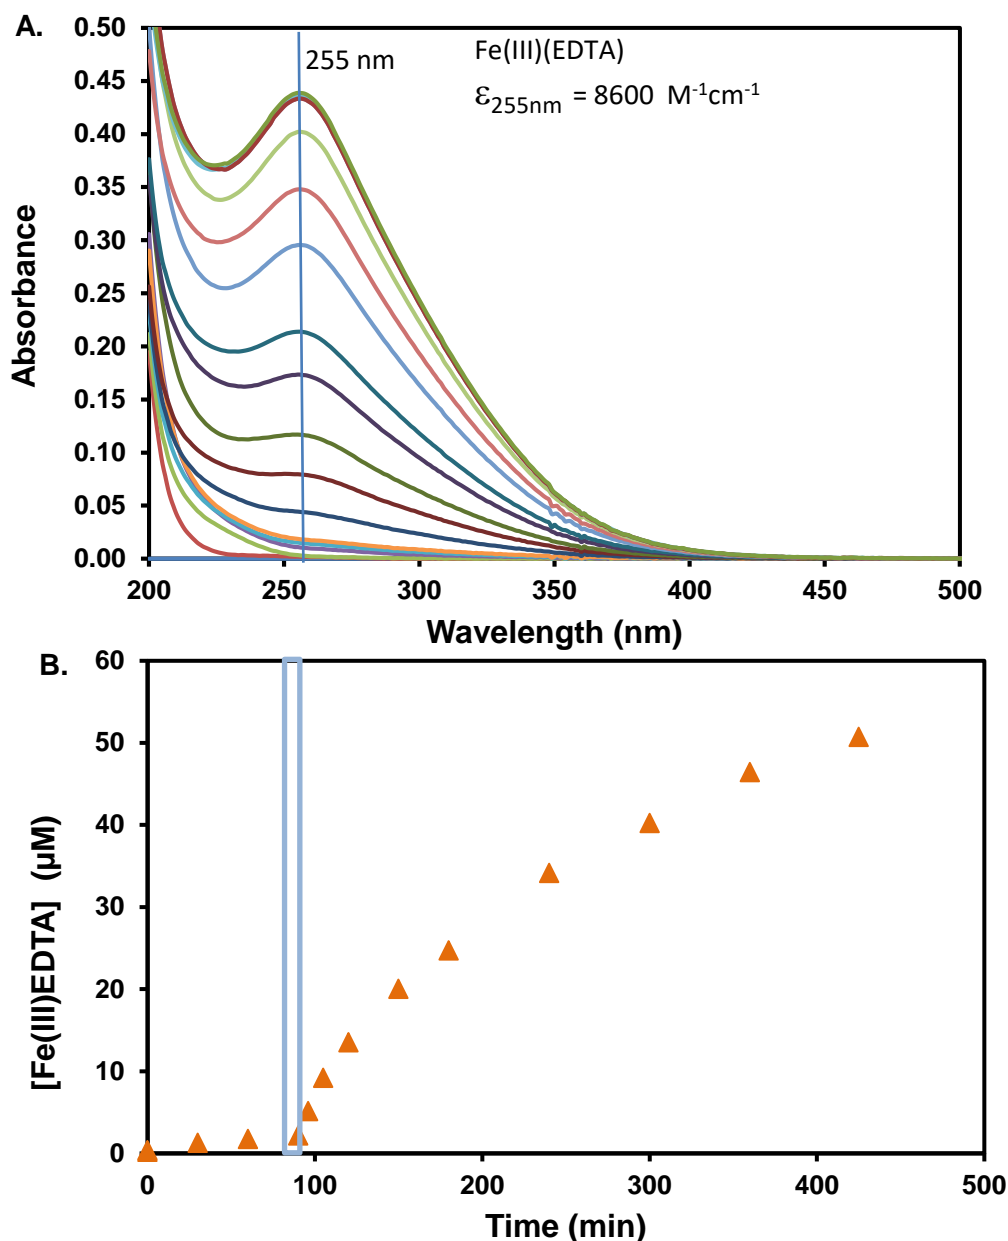 A.
0.50
0.45
0.40
0.35
0.30
0.25
0.20
0.15
0.10
0.05
0.00
Absorbance
255 nm
Fe(III)(EDTA)
ε255nm = 8600 M-1cm-1
200 250 300 350 400 450 500
Wavelength (nm)
B.
60
50
40
30
20
10
0
[Fe(III)EDTA] (µM)
0 100 200 300 400 500
Time (min)